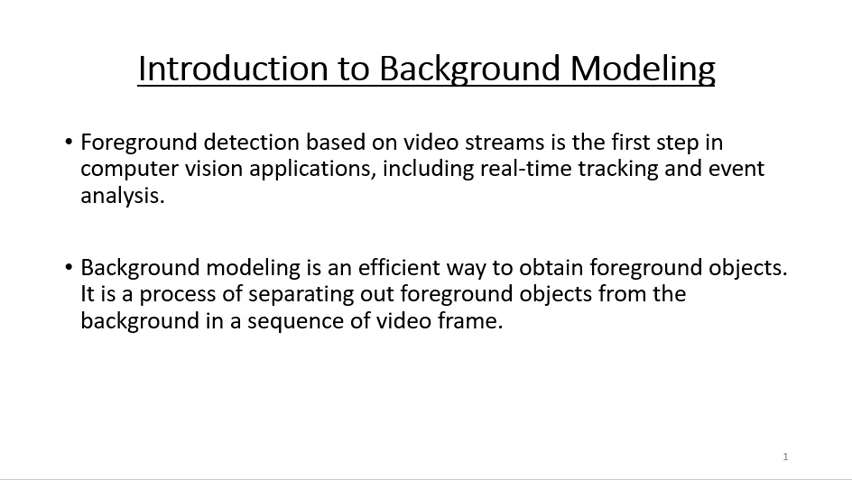 Introduction to Background Modeling
• Foreground detection based on video streams is the first step in
computer vision applications, including real-time tracking and event
analysis.
• Background modeling is an efficient way to obtain foreground objects.
It is a process of separating out foreground objects from the
background in a sequence of video frame.
1